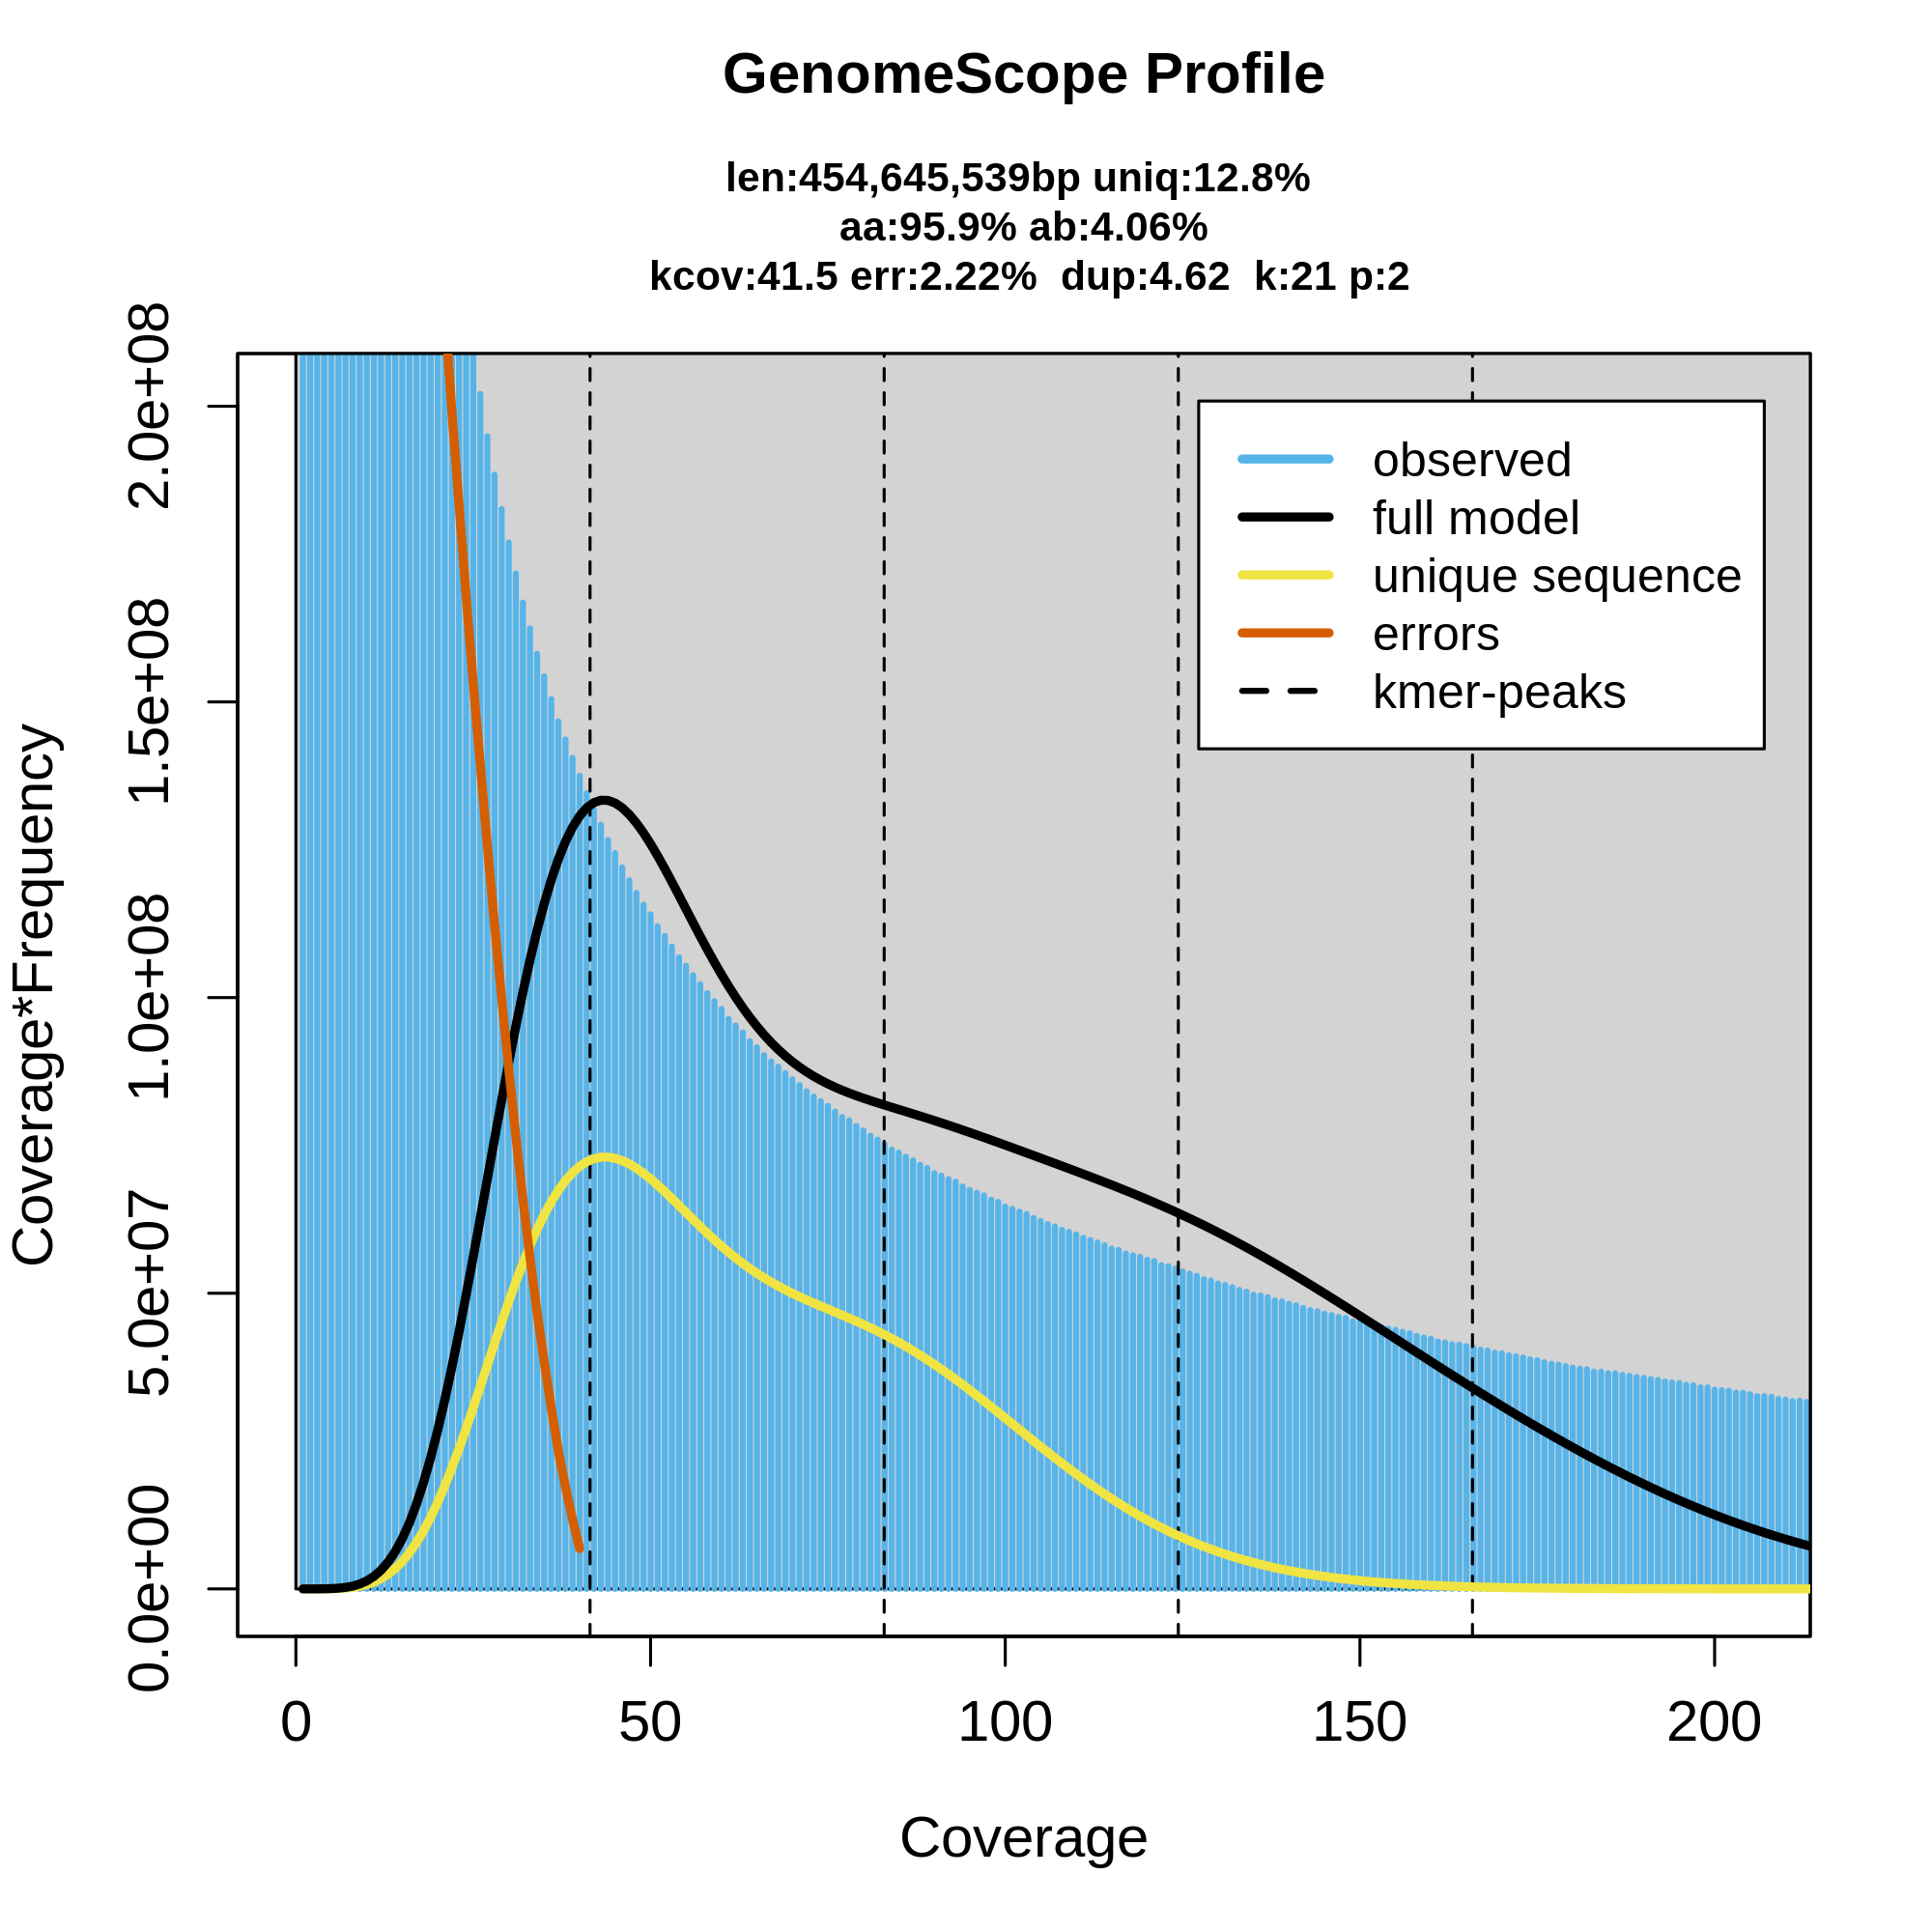 GenomeScope Profile
len:454,645,539bp uniq:12.8%
aa:95.9% ab:4.06%
kcov:41.5 err:2.22%  dup:4.62  k:21 p:2
observed
full model
unique sequence
errors
kmer-peaks
Coverage*Frequency
2.0e+08
1.5e+08
1.0e+08
5.0e+07
0.0e+00
0 50 100 150 200
Coverage